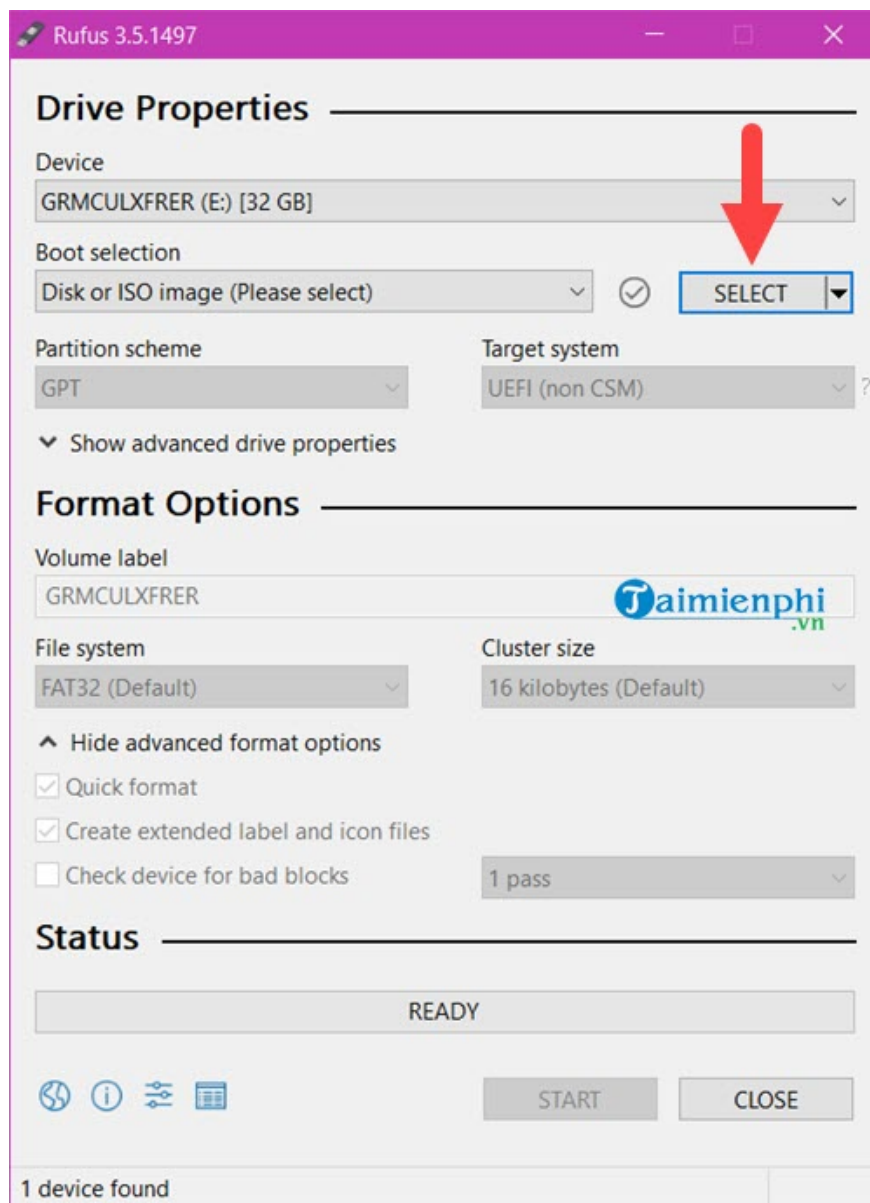 Rufus 3.5.1497
Drive Properties
Device
GRMCULXFRER (E:) [32 GB]
Boot selection
Disk or ISO image (Please select)
SELECT
Partition scheme
Target system
GPT
UEFI (non CSM)
?
Show advanced drive properties
Format Options
Volume label
GRMCULXFRER
Taimienphi
.vn
File system
Cluster size
FAT32 (Default)
16 kilobytes (Default)
Hide advanced format options
Quick format
Create extended label and icon files
Check device for bad blocks
1 pass
Status
READY
START
CLOSE
1 device found